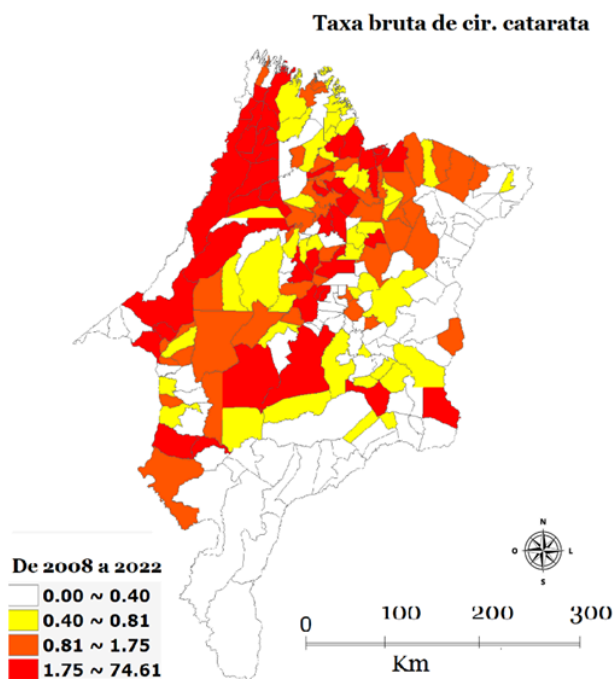 Taxa bruta de cir. catarata
N
O L
S
De 2008 a 2022
0.00 ~ 0.40
0.40 ~ 0.81
0.81 ~ 1.75
1.75 ~ 74.61
0 100 200 300
Km